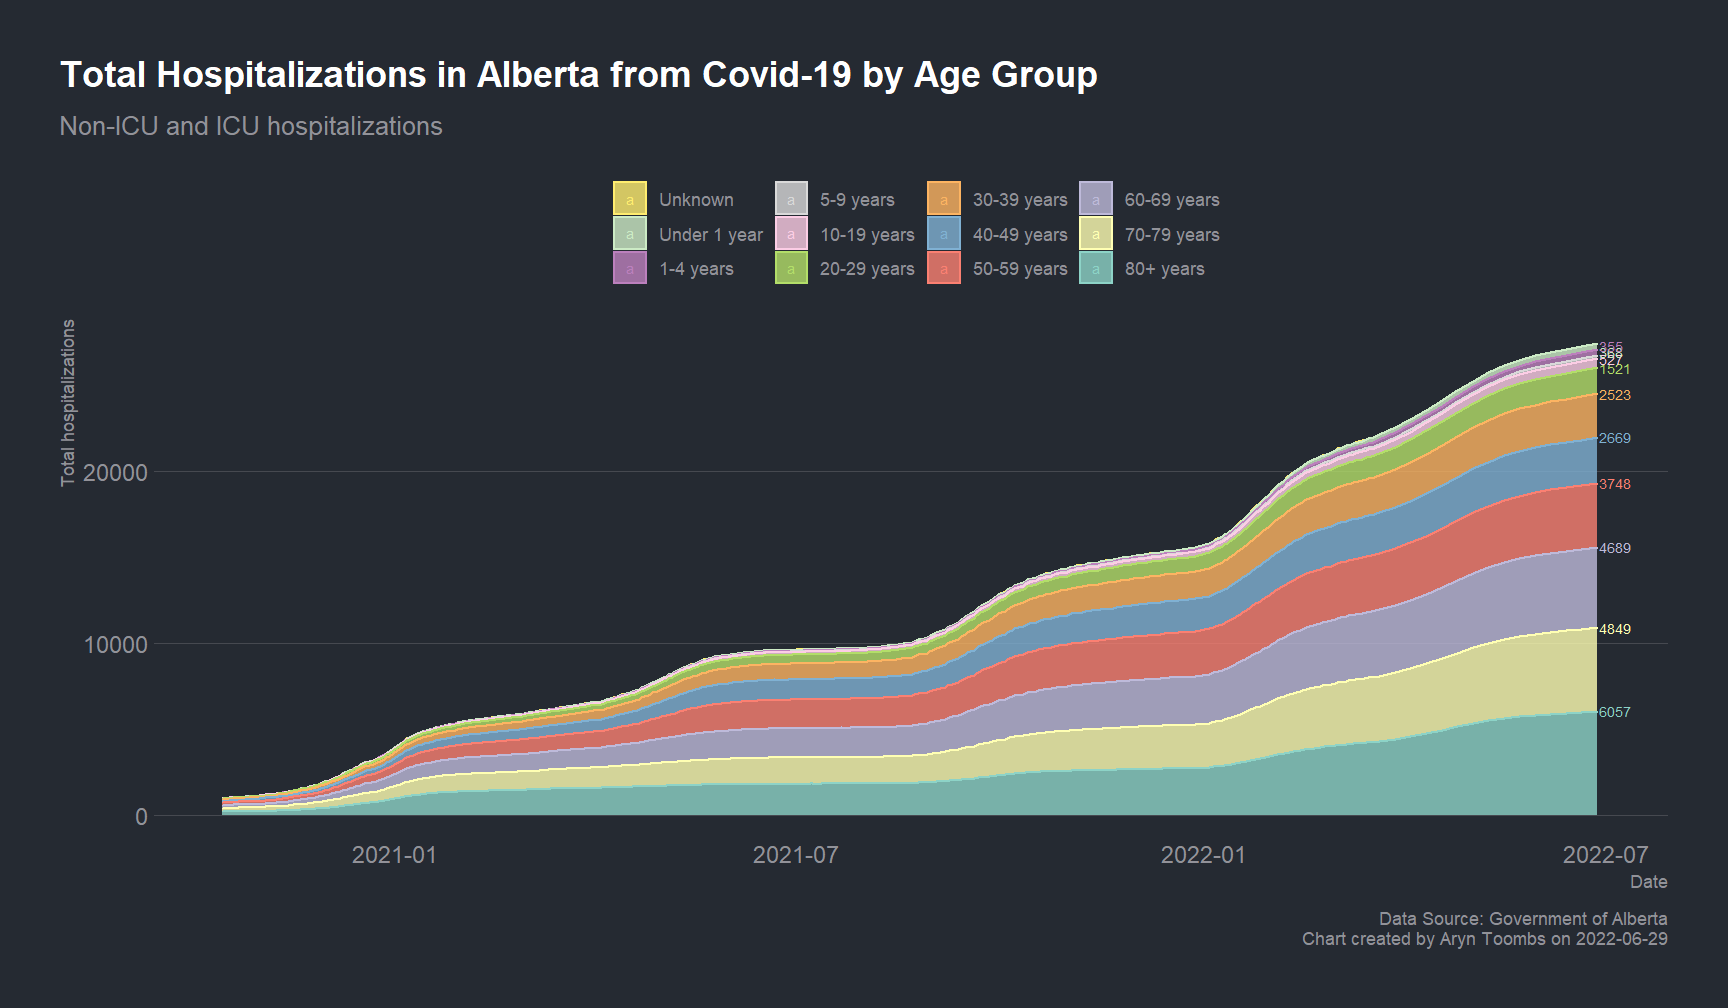 Total Hospitalizations in Alberta from Covid-19 by Age Group
Non-ICU and ICU hospitalizations
a Unknown a 5-9 years a 30-39 years a 60-69 years
a Under 1 year a 10-19 years a 40-49 years a 70-79 years
a 1-4 years a 20-29 years a 50-59 years a 80+ years
Total hospitalizations
355
368
527
1521
2523
2669
3748
4689
4849
6057
20000
10000
0
2021-01 2021-07 2022-01 2022-07
Date
Data Source: Government of Alberta
Chart created by Aryn Toombs on 2022-06-29